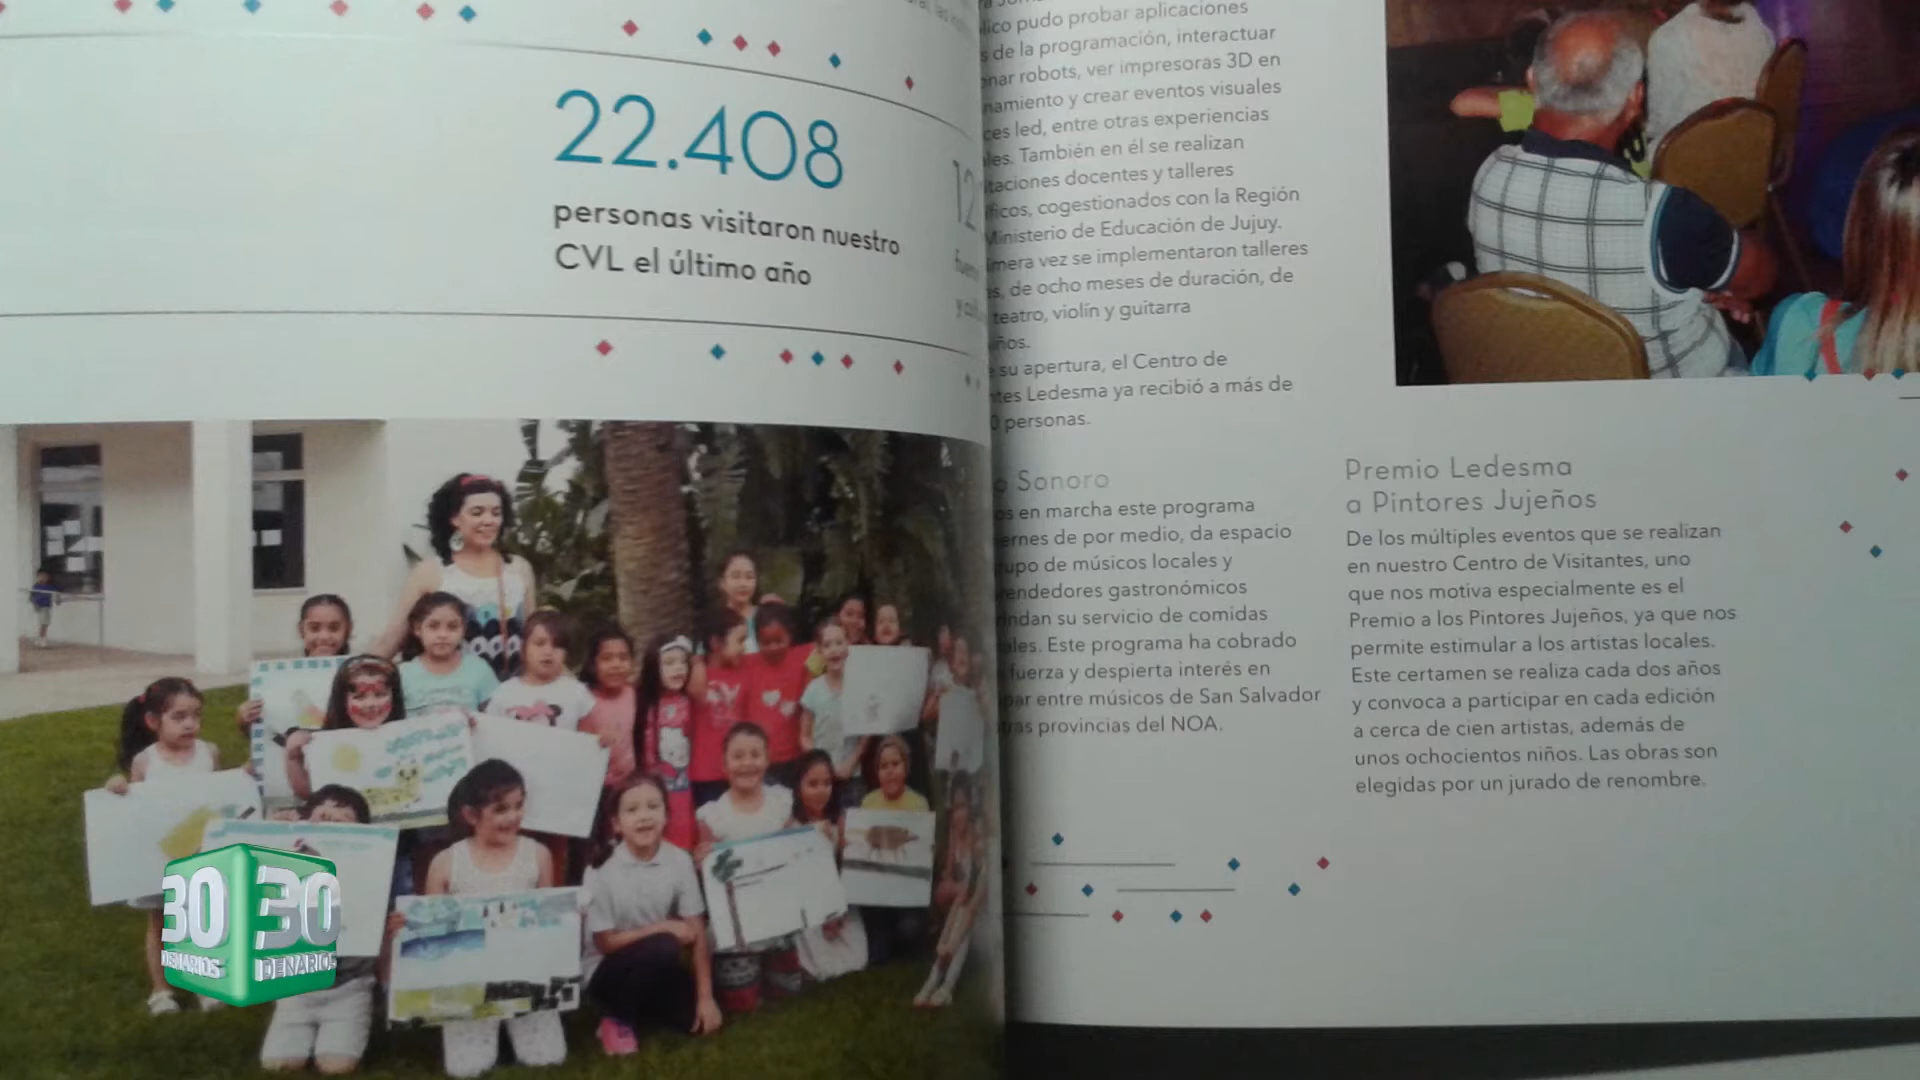 22.408
personas visitaron nuestro
CVL el último año
pudo probar aplicaciones
de la programación, interactuar
robots, ver impresoras 3D en
y crear eventos visuales
led, entre otras experiencias
También en él se realizan
docentes y talleres
cogestionados con la Región
Ministerio de Educación de Jujuy.
vez se implementaron talleres
de ocho meses de duración, de
teatro, violín y guitarra
su apertura, el Centro de
Ledesma ya recibió a más de
personas.
Sonoro
en marcha este programa
de por medio, da espacio
de músicos locales y
gastronómicos
su servicio de comidas
Este programa ha cobrado
fuerza y despierta interés en
entre músicos de San Salvador
provincias del NOA.
Premio Ledesma
a Pintores Jujeños
De los múltiples eventos que se realizan
en nuestro Centro de Visitantes, uno
que nos motiva especialmente es el
Premio a los Pintores Jujeños, ya que nos
permite estimular a los artistas locales.
Este certamen se realiza cada dos años
y convoca a participar en cada edición
a cerca de cien artistas, además de
unos ochocientos niños. Las obras son
elegidas por un jurado de renombre.
30 30
DENARIOS DENARIOS